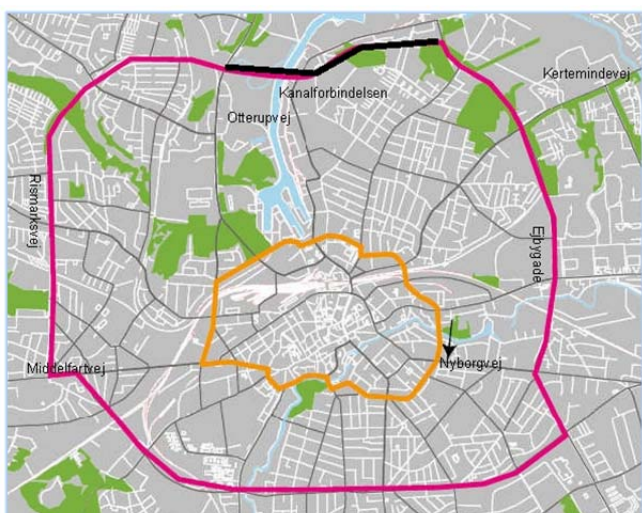 Kertemindevej
Kanalforbindelsen
Otterupvej
Rismarksvej
Ejbygade
Middelfartvej
Nyborgvej